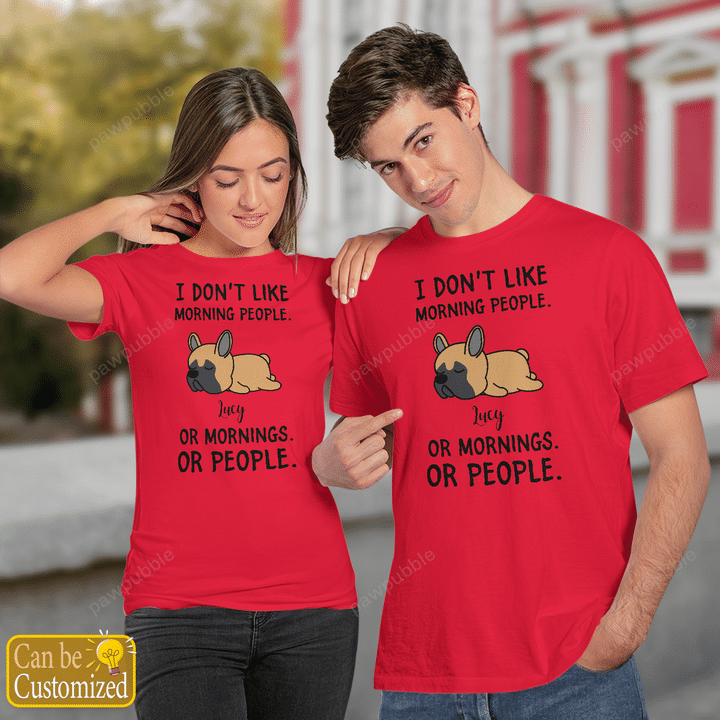 I DON'T LIKE
MORNING PEOPLE.
Lucy
OR MORNINGS.
OR PEOPLE.
I DON'T LIKE
MORNING PEOPLE.
Lucy
OR MORNINGS.
OR PEOPLE.
Can be
Customized
pawpubble
pawpubble
pawpubble
pawpubble
pawpubble
pawpubble
pawpubble
pawpubble
pawpubble